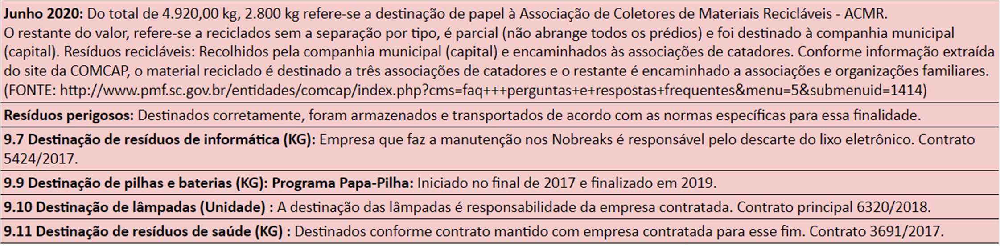 Junho 2020: Do total de 4.920,00 kg, 2.800 kg refere-se a destinação de papel à Associação de Coletores de Materiais Recicláveis - ACMR.
O restante do valor, refere-se a reciclados sem a separação por tipo, é parcial (não abrange todos os prédios) e foi destinado à companhia municipal
(capital). Resíduos recicláveis: Recolhidos pela companhia municipal (capital) e encaminhados às associações de catadores. Conforme informação extraída
do site da COMCAP, o material reciclado é destinado a três associações de catadores e o restante é encaminhado a associações e organizações familiares.
(FONTE: http://www.pmf.sc.gov.br/entidades/comcap/index.php?cms=faq+++perguntas+e+respostas+frequentes&menu=5&submenuid=1414)
Resíduos perigosos: Destinados corretamente, foram armazenados e transportados de acordo com as normas específicas para essa finalidade.
9.7 Destinação de resíduos de informática (KG): Empresa que faz a manutenção nos Nobreaks é responsável pelo descarte do lixo eletrônico. Contrato
5424/2017.
9.9 Destinação de pilhas e baterias (KG): Programa Papa-Pilha: Iniciado no final de 2017 e finalizado em 2019.
9.10 Destinação de lâmpadas (Unidade) : A destinação das lâmpadas é responsabilidade da empresa contratada. Contrato principal 6320/2018.
9.11 Destinação de resíduos de saúde (KG) : Destinados conforme contrato mantido com empresa contratada para esse fim. Contrato 3691/2017.